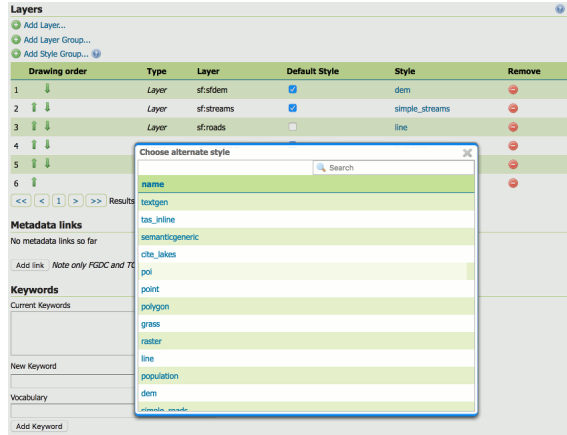 Layers
Add Layer...
Add Layer Group...
Add Style Group...
Drawing order Type Layer Default Style Style Remove
1 Layer sf:sfdem dem
2 Layer sf:streams simple_streams
3 Layer sf:roads line
4
5
6
<< < 1 > >> Results
Choose alternate style
Search
name
textgen
tas_inline
semanticgeneric
cite_lakes
poi
point
polygon
grass
raster
line
population
dem
simple_roads
Metadata links
No metadata links so far
Add link Note only FGDC and TC
Keywords
Current Keywords
New Keyword
Vocabulary
Add Keyword